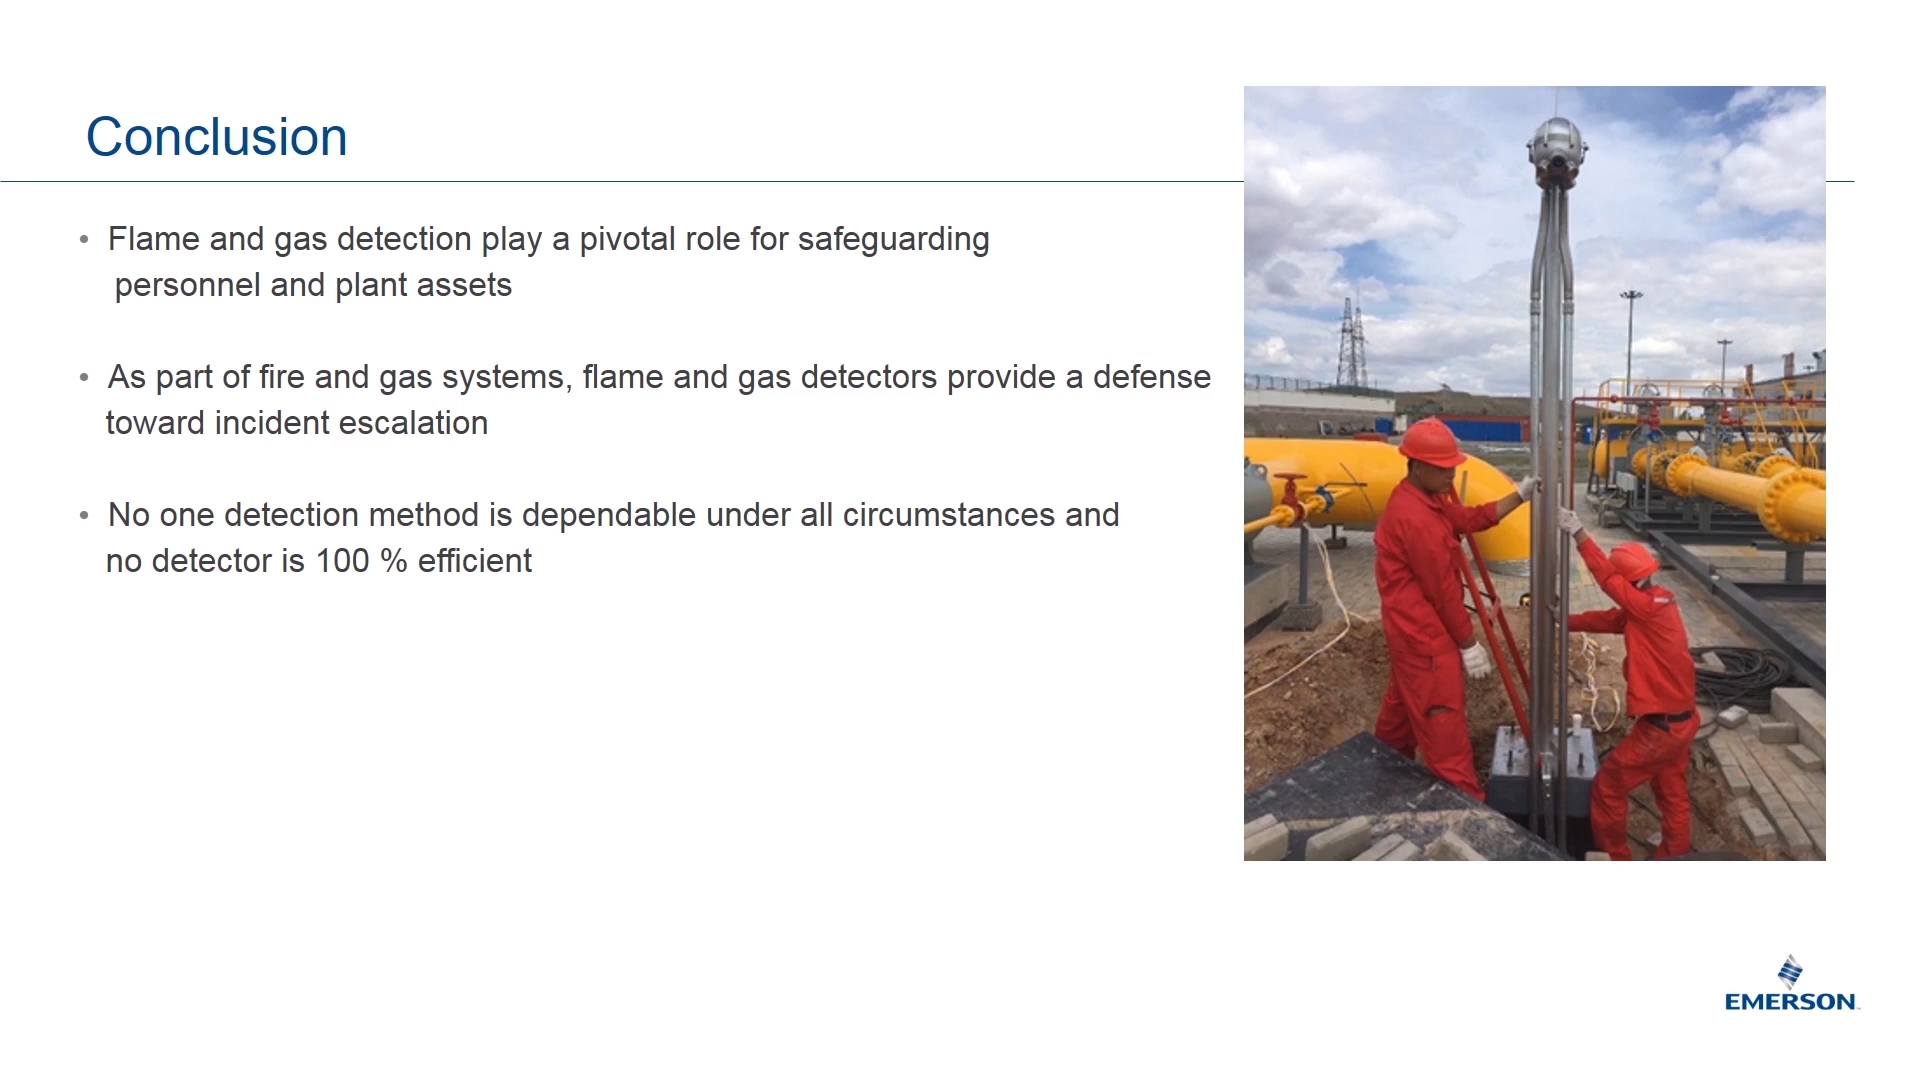 Conclusion
• Flame and gas detection play a pivotal role for safeguarding
personnel and plant assets
• As part of fire and gas systems, flame and gas detectors provide a defense
toward incident escalation
• No one detection method is dependable under all circumstances and
no detector is 100 % efficient
EMERSON